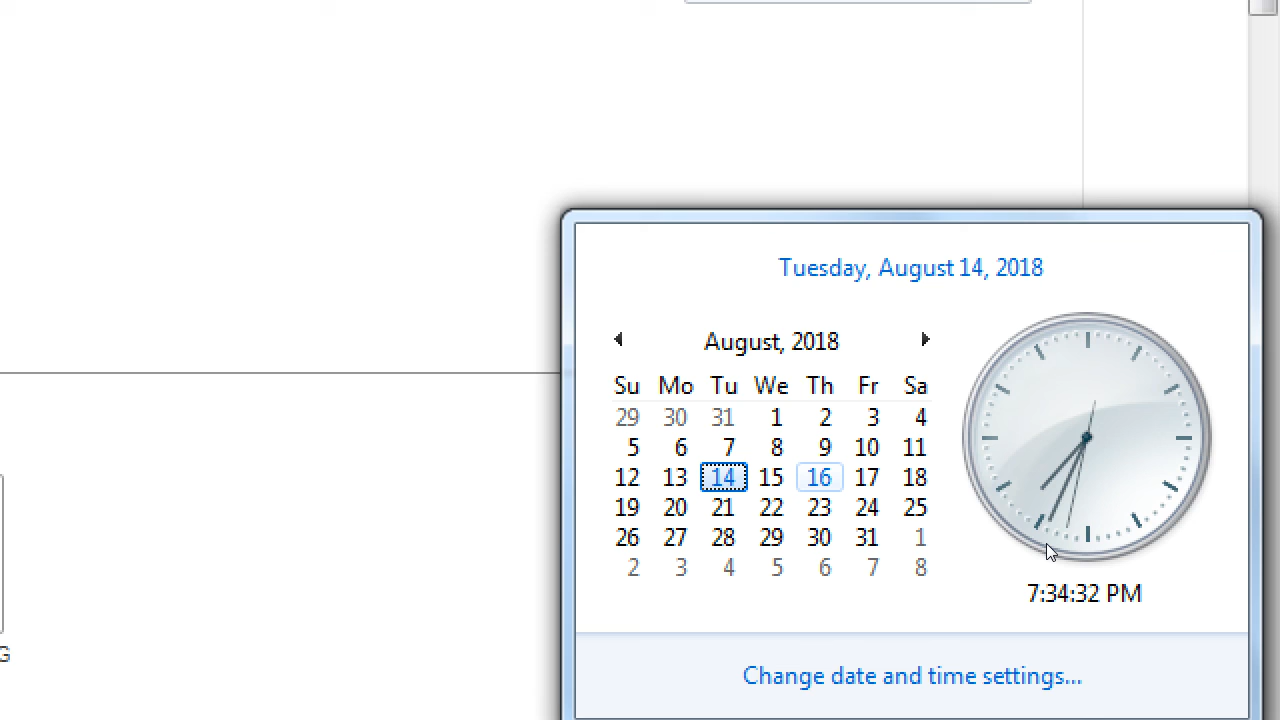 Tuesday, August 14, 2018
August, 2018
Su Mo Tu We Th Fr Sa
29 30 31 1 2 3 4
5 6 7 8 9 10 11
12 13 14 15 16 17 18
19 20 21 22 23 24 25
26 27 28 29 30 31 1
2 3 4 5 6 7 8
7:34:32 PM
G
Change date and time settings...